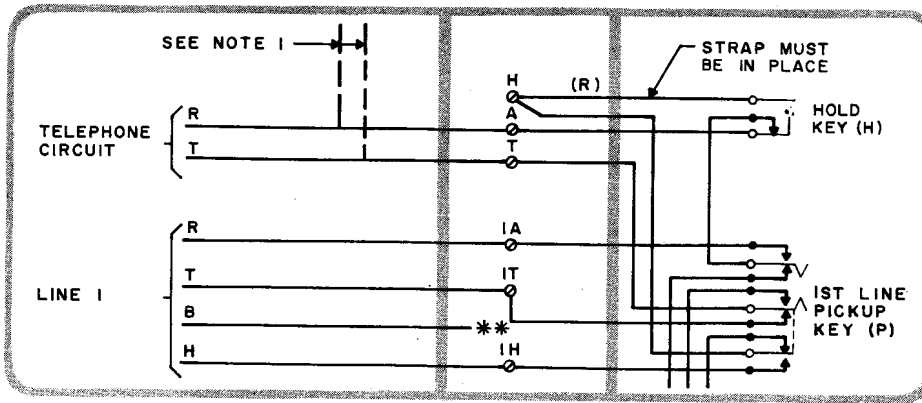 SEE NOTE 1
STRAP MUST
BE IN PLACE
H
(R)
A
T
HOLD
KEY (H)
TELEPHONE
CIRCUIT
R
T
LINE 1
R
T
B
H
1A
1T
**
1H
1ST LINE
PICKUP
KEY (P)